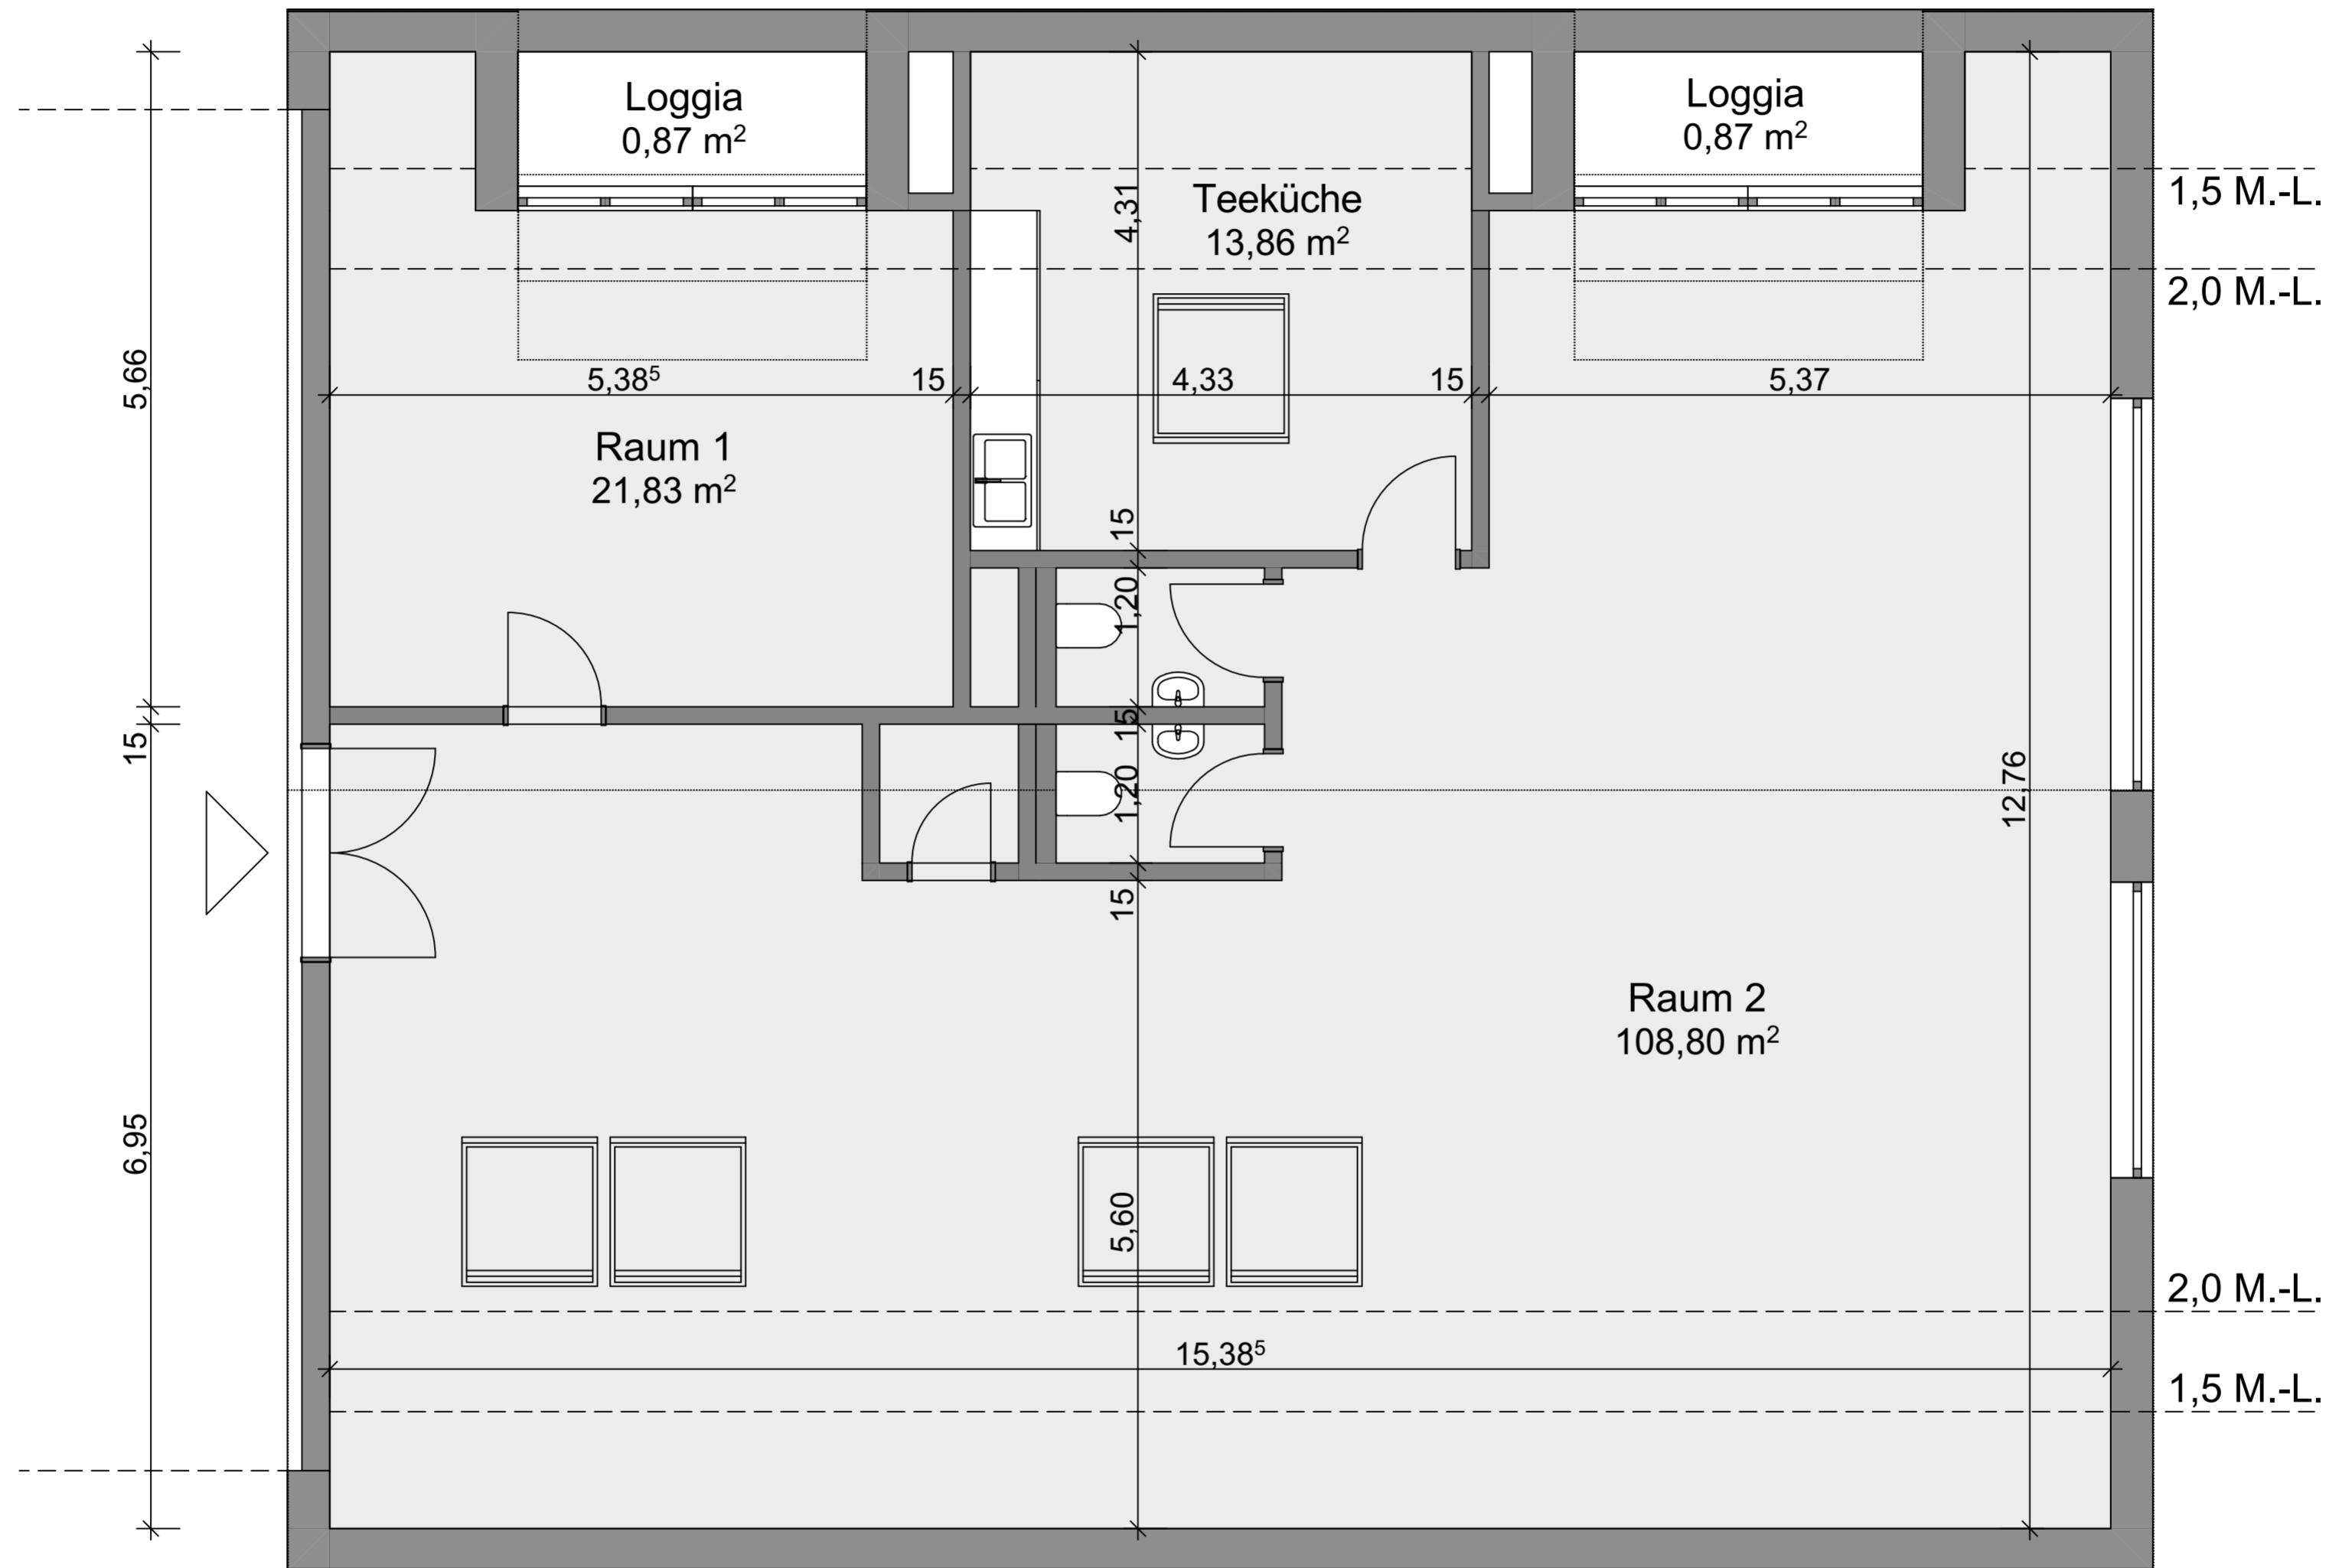 Loggia
0,87 m²
Loggia
0,87 m²
1,5 M.-L.
Teeküche
13,86 m²
4,31
2,0 M.-L.
5,66
5,38⁵
15
4,33
15
5,37
Raum 1
21,83 m²
15
1,20
15
15
1,20
12,76
15
Raum 2
108,80 m²
6,95
5,60
2,0 M.-L.
15,38⁵
1,5 M.-L.